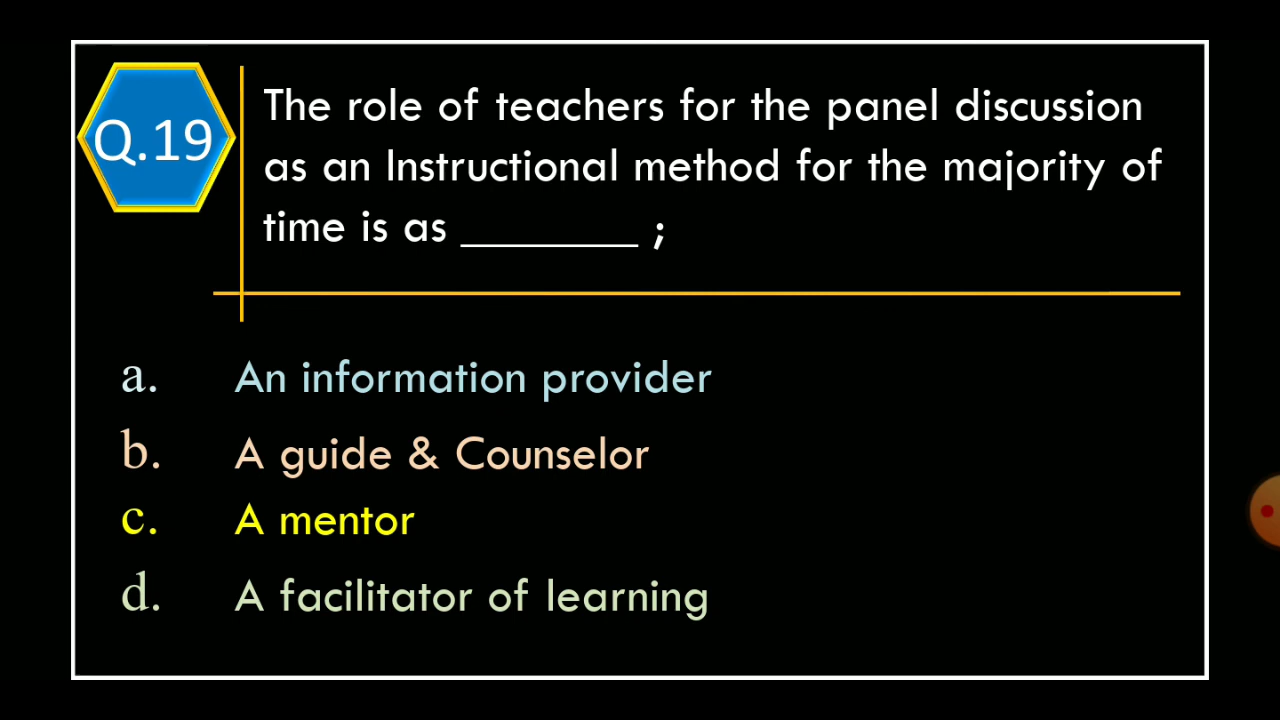 Q.19
The role of teachers for the panel discussion
as an Instructional method for the majority of
time is as ________ ;
a. An information provider
b. A guide & Counselor
c. A mentor
d. A facilitator of learning